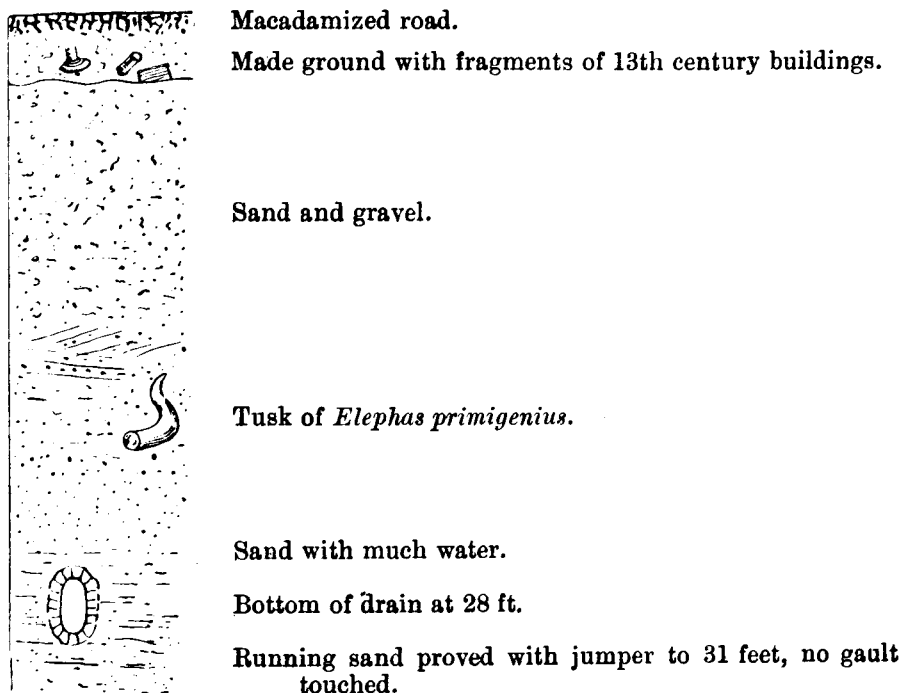 Macadamized road.
Made ground with fragments of 13th century buildings.
Sand and gravel.
Tusk of Elephas primigenius.
Sand with much water.
Bottom of drain at 28 ft.
Running sand proved with jumper to 31 feet, no gault
touched.